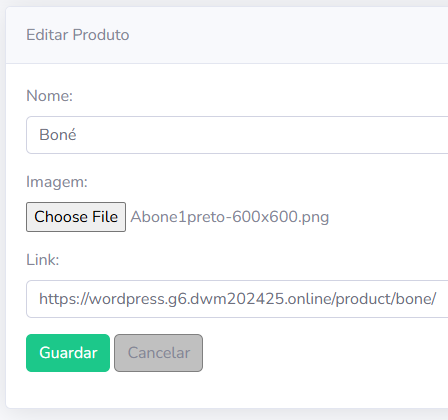 Editar Produto
Nome:
Boné
Imagem:
Choose File Abone1preto-600x600.png
Link:
https://wordpress.g6.dwm202425.online/product/bone/
Guardar Cancelar